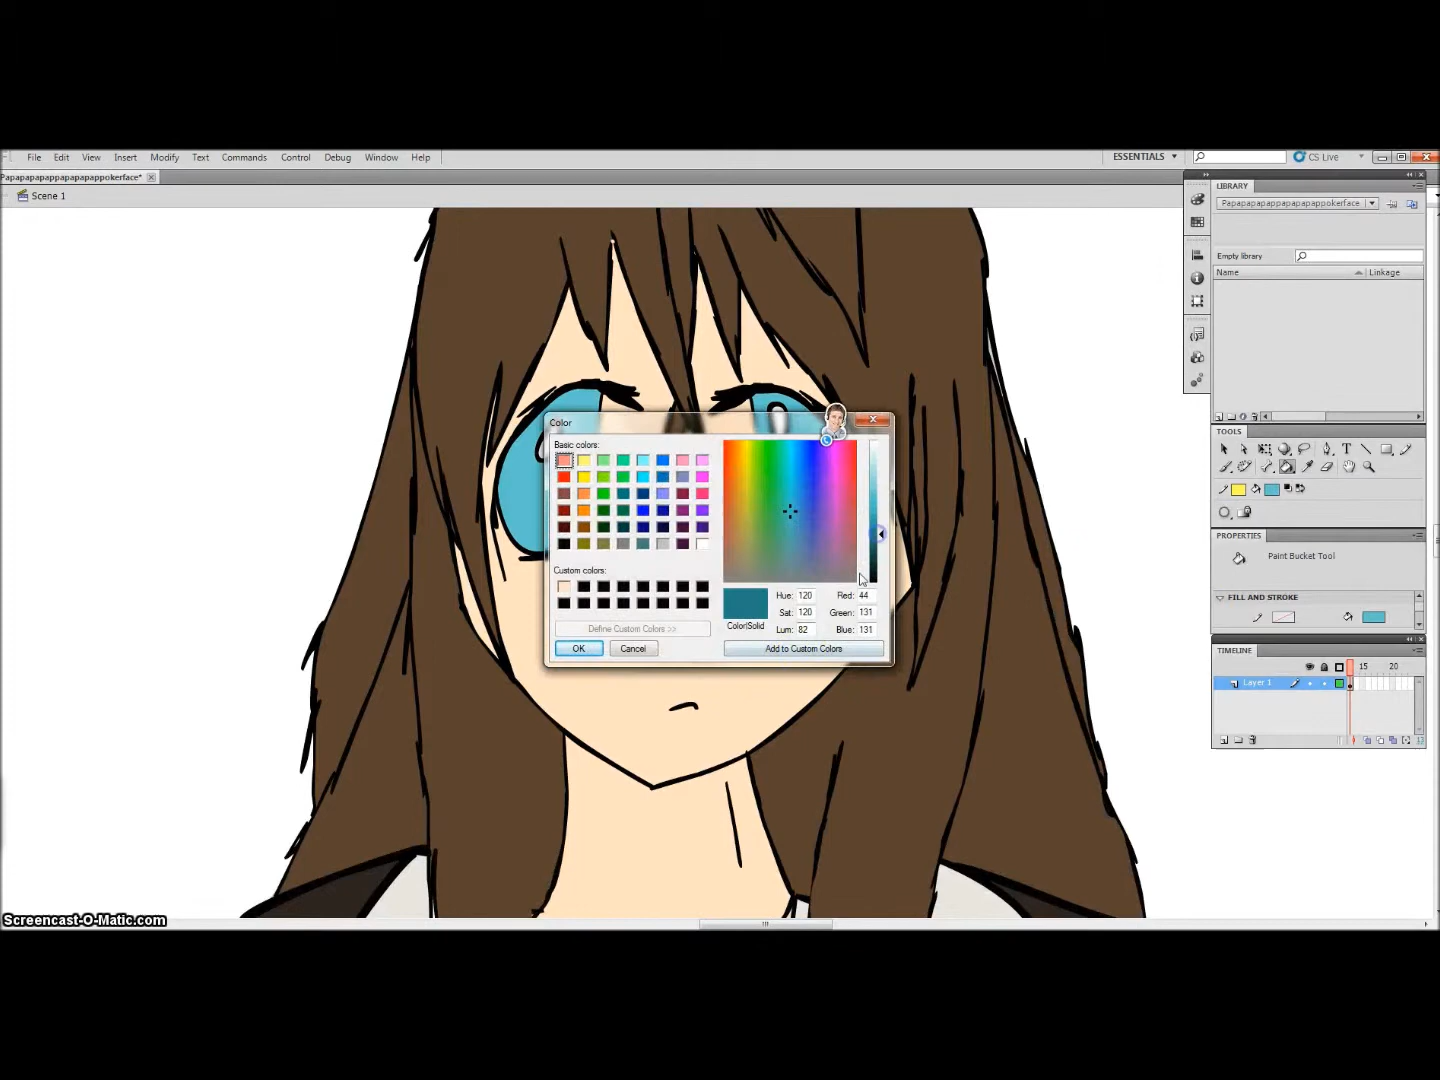 File Edit View Insert Modify Text Commands Control Debug Window Help
ESSENTIALS
CS Live
Papapapapappapapapappokerface*
Scene 1
LIBRARY
Papapapapappapapapappokerface
Empty library
Name Linkage
TOOLS
PROPERTIES
Paint Bucket Tool
FILL AND STROKE
TIMELINE
15 20
Layer 1
Color
Basic colors:
Custom colors:
Define Custom Colors >>
OK Cancel
Color|Solid
Hue: 120 Red: 44
Sat: 120 Green: 131
Lum: 82 Blue: 131
Add to Custom Colors
Screencast-O-Matic.com